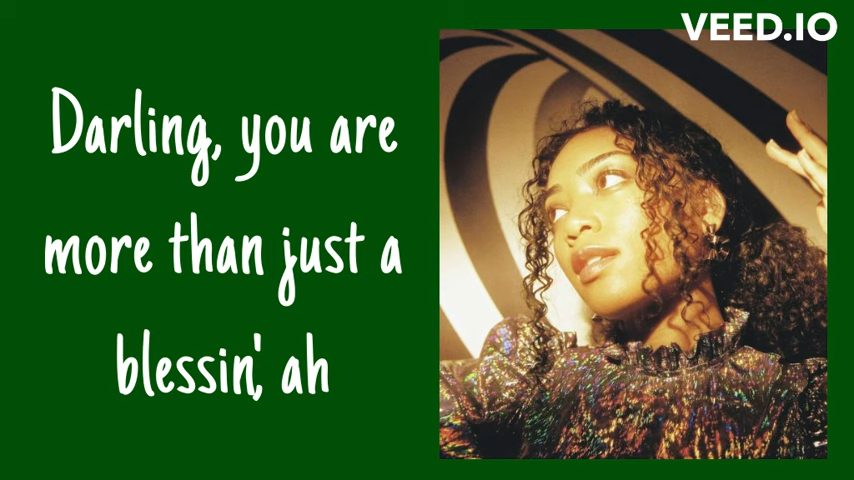 VEED.IO
Darling, you are
more than just a
blessin', ah